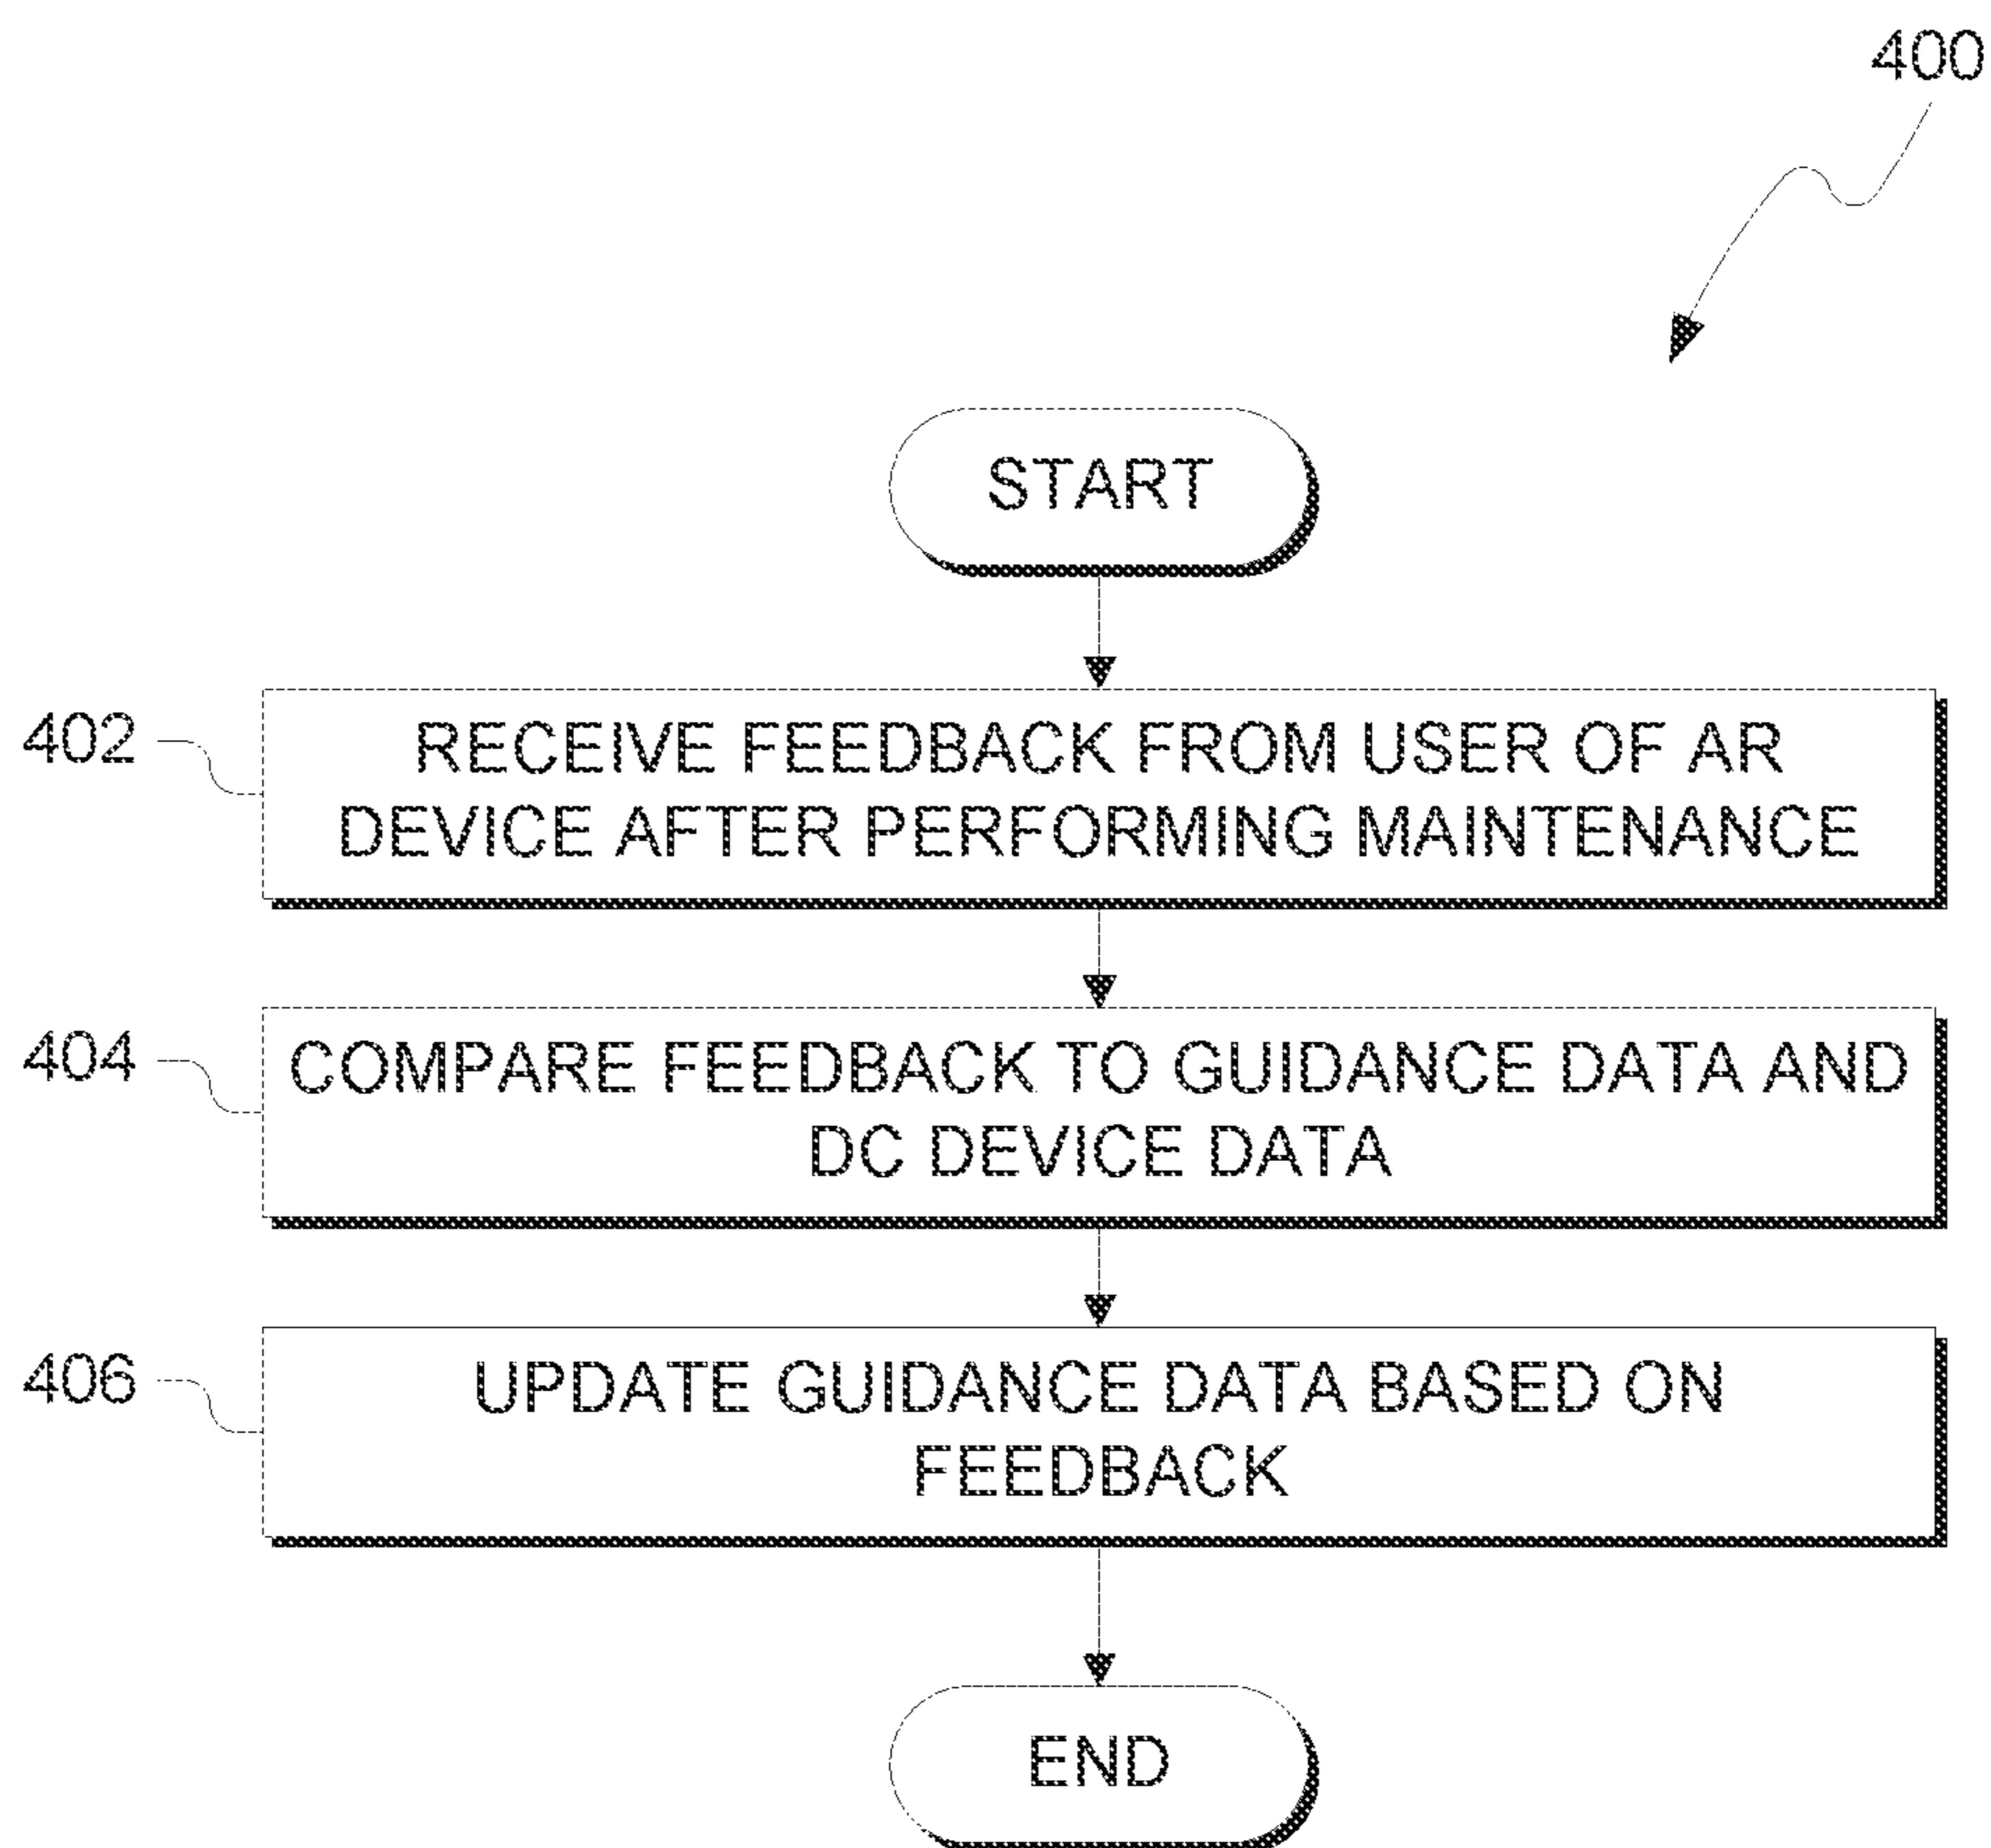 400
START
402
RECEIVE FEEDBACK FROM USER OF AR
DEVICE AFTER PERFORMING MAINTENANCE
404
COMPARE FEEDBACK TO GUIDANCE DATA AND
DC DEVICE DATA
406
UPDATE GUIDANCE DATA BASED ON
FEEDBACK
END